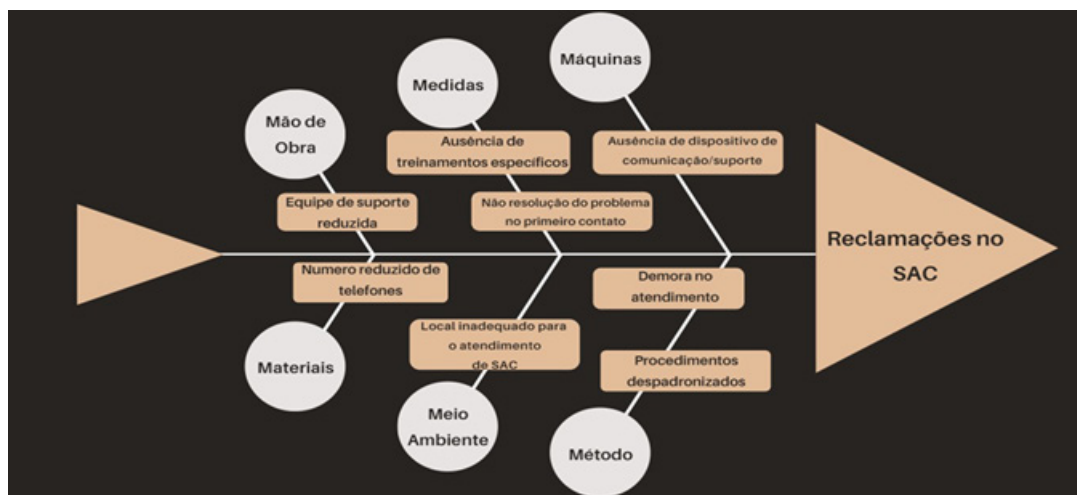 Máquinas
Medidas
Mão de
Obra
Ausência de
treinamentos específicos
Ausência de dispositivo de
comunicação/suporte
Equipe de suporte
reduzida
Não resolução do problema
no primeiro contato
Reclamações no
SAC
Numero reduzido de
telefones
Demora no
atendimento
Local inadequado para
o atendimento
de SAC
Procedimentos
despadronizados
Materiais
Meio
Ambiente
Método